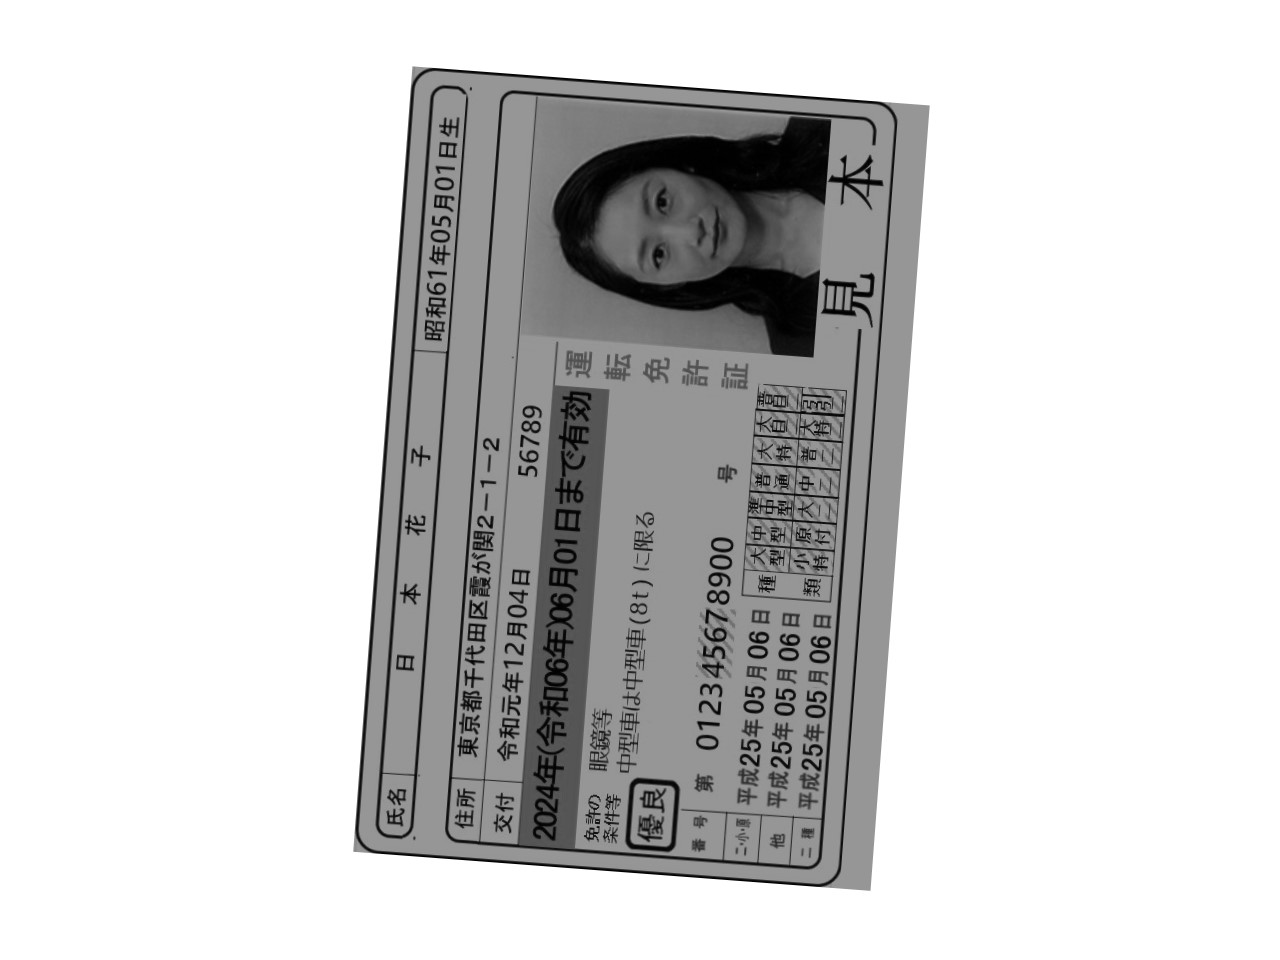 氏名 日本花子 昭和61年05月01日生
住所 東京都千代田区霞が関2-1-2
交付 令和元年12月04日 56789
2024年(令和06年)06月01日まで有効
運転免許証
免許の
条件等
眼鏡等
中型車は中型車(8t)に限る
優良
見本
番号 第 012345678900 号
二・小・原 平成25年05月06日
他 平成25年05月06日
二種 平成25年05月06日
種類
大型 中型 準中型 普通 大特 大自二 普自二
小特 原付 大二 中二 普二 大特二 引 引二